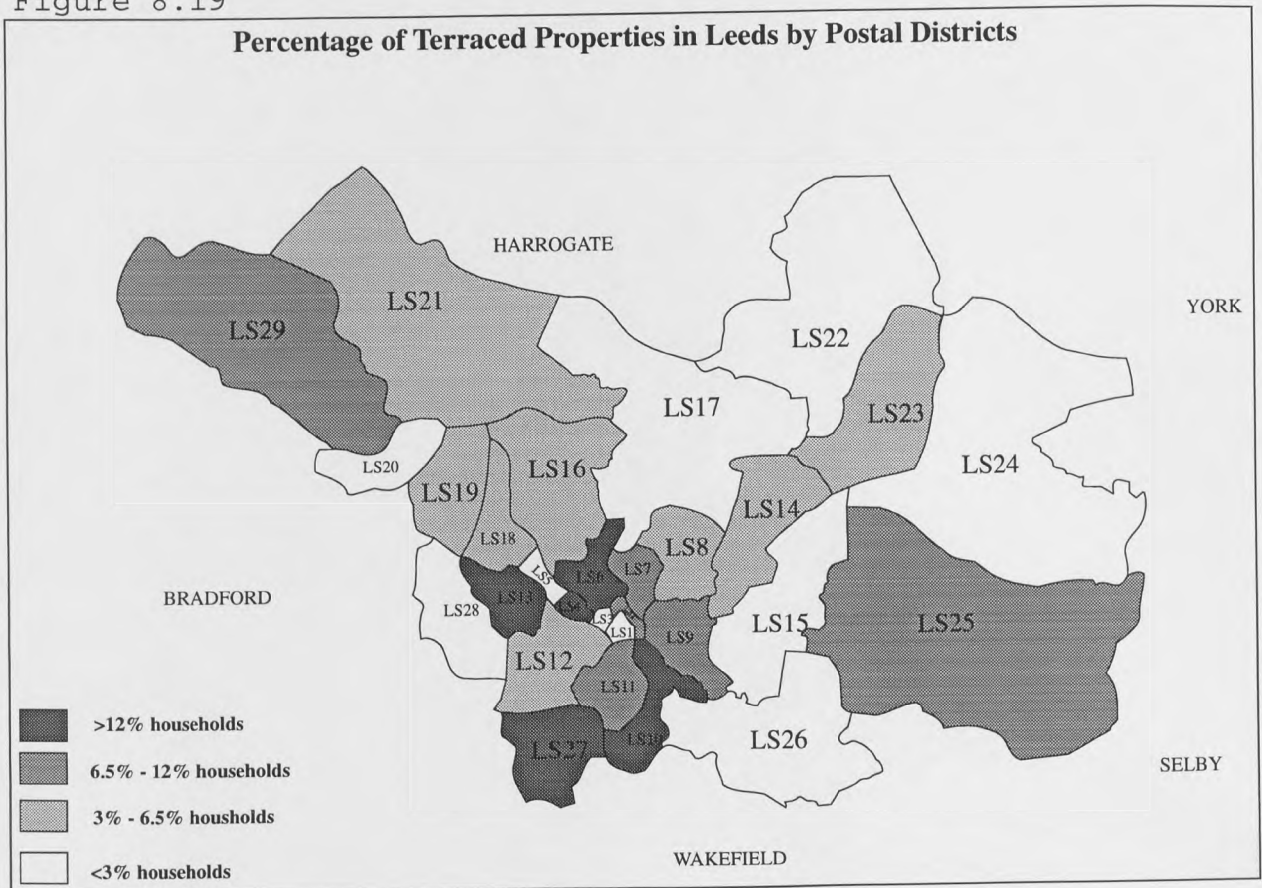 Figure 8.19
Percentage of Terraced Properties in Leeds by Postal Districts
HARROGATE
YORK
LS21
LS29
LS22
LS17
LS23
LS24
LS20
LS16
LS19
LS14
LS18
LS8
LS7
LS5
LS6
BRADFORD
LS28
LS13
LS4
LS3
LS1
LS9
LS15
LS25
LS12
LS11
LS27
LS10
LS26
SELBY
WAKEFIELD
>12% households
6.5% - 12% households
3% - 6.5% housholds
<3% households